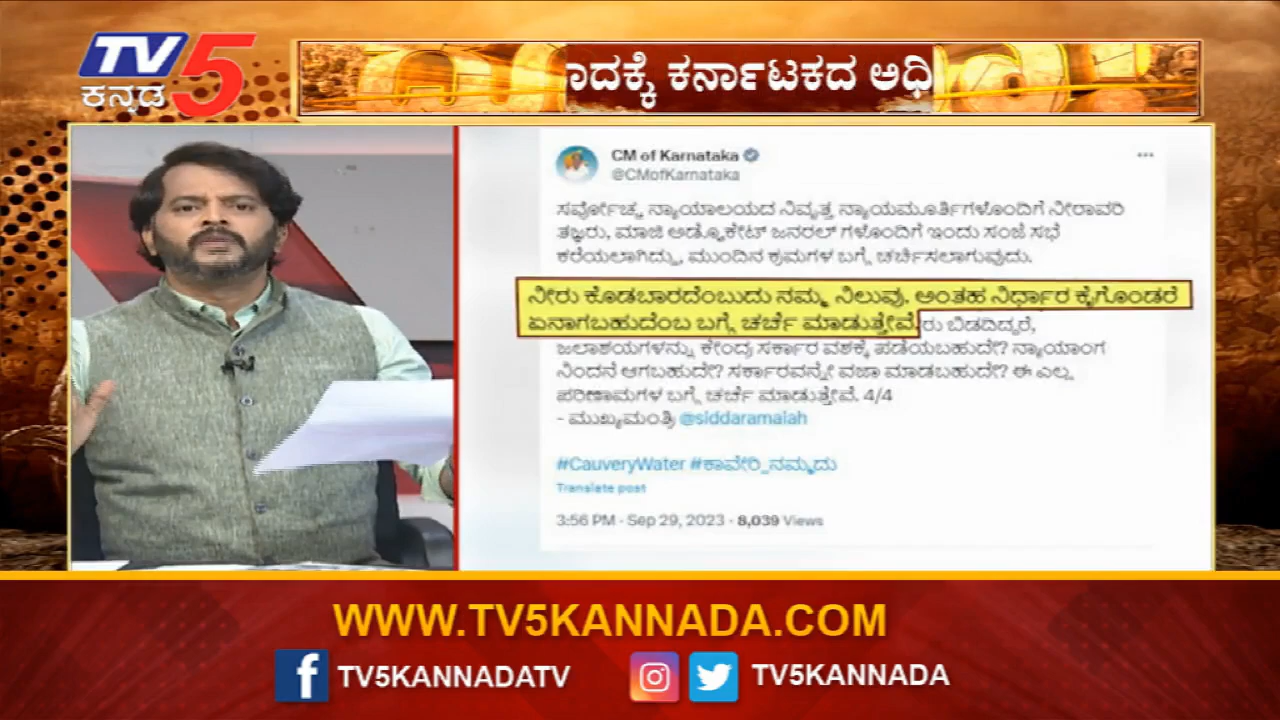 TV5
ಕನ್ನಡ
ಾದಕ್ಕೆ ಕರ್ನಾಟಕದ ಅಧಿ
CM of Karnataka
@CMofKarnataka
ಸರ್ವೋಚ್ಛ ನ್ಯಾಯಾಲಯದ ನಿವೃತ್ತ ನ್ಯಾಯಮೂರ್ತಿಗಳೊಂದಿಗೆ ನೀರಾವರಿ
ತಜ್ಞರು, ಮಾಜಿ ಅಡ್ವೊಕೇಟ್ ಜನರಲ್ ಗಳೊಂದಿಗೆ ಇಂದು ಸಂಜೆ ಸಭೆ
ಕರೆಯಲಾಗಿದ್ದು, ಮುಂದಿನ ಕ್ರಮಗಳ ಬಗ್ಗೆ ಚರ್ಚಿಸಲಾಗುವುದು.
ನೀರು ಕೊಡಬಾರದೆಂಬುದು ನಮ್ಮ ನಿಲುವು. ಅಂತಹ ನಿರ್ಧಾರ ಕೈಗೊಂಡರೆ
ಏನಾಗಬಹುದೆಂಬ ಬಗ್ಗೆ ಚರ್ಚೆ ಮಾಡುತ್ತೇವೆ. ರು ಬಿಡದಿದ್ದರೆ,
ಜಲಾಶಯಗಳನ್ನು ಕೇಂದ್ರ ಸರ್ಕಾರ ವಶಕ್ಕೆ ಪಡೆಯಬಹುದೇ? ನ್ಯಾಯಾಂಗ
ನಿಂದನೆ ಆಗಬಹುದೇ? ಸರ್ಕಾರವನ್ನೇ ವಜಾ ಮಾಡಬಹುದೇ? ಈ ಎಲ್ಲ
ಪರಿಣಾಮಗಳ ಬಗ್ಗೆ ಚರ್ಚೆ ಮಾಡುತ್ತೇವೆ. 4/4
- ಮುಖ್ಯಮಂತ್ರಿ @siddaramaiah
#CauveryWater #ಕಾವೇರಿ_ನಮ್ಮದು
Translate post
3:56 PM · Sep 29, 2023 · 8,039 Views
WWW.TV5KANNADA.COM
TV5KANNADATV
TV5KANNADA